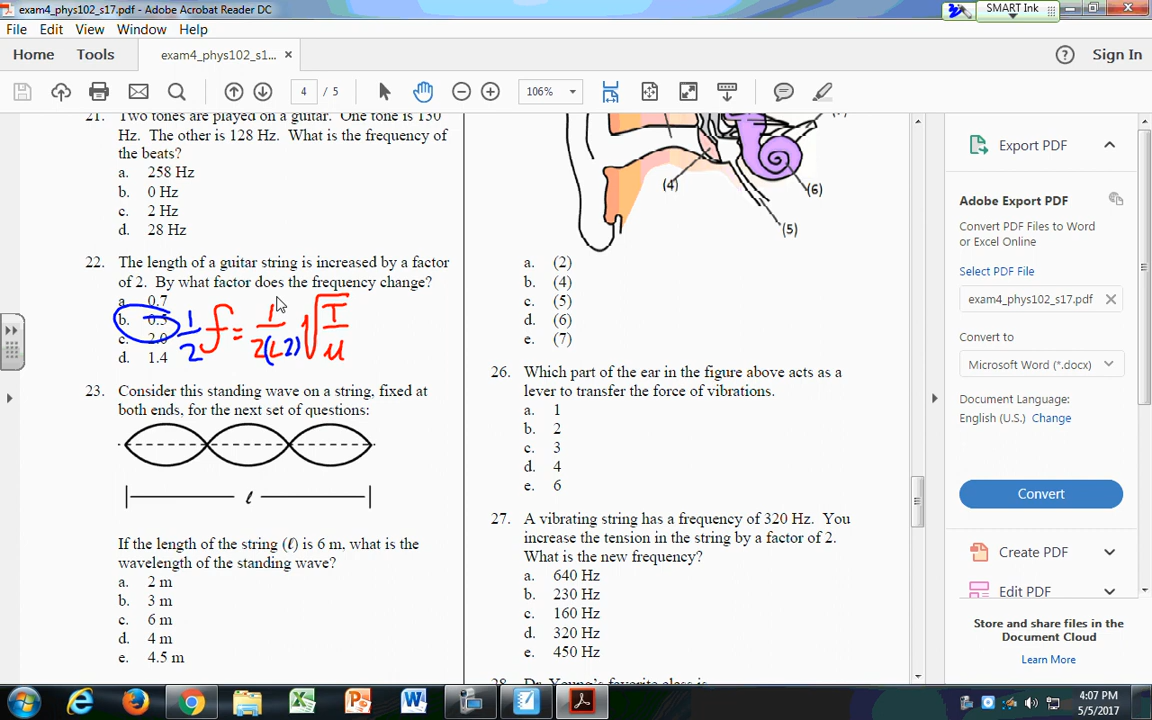 exam4_phys102_s17.pdf - Adobe Acrobat Reader DC
SMART Ink
File Edit View Window Help
Home Tools exam4_phys102_s1... × Sign In
4 / 5 106%
21. Two tones are played on a guitar. One tone is 130
Hz. The other is 128 Hz. What is the frequency of
the beats?
a. 258 Hz
b. 0 Hz
c. 2 Hz
d. 28 Hz
22. The length of a guitar string is increased by a factor
of 2. By what factor does the frequency change?
a. 0.7
b. 0.5
c. 2.0
d. 1.4
1/2 f = 1/2(L2) √T/μ
23. Consider this standing wave on a string, fixed at
both ends, for the next set of questions:
ℓ
If the length of the string (ℓ) is 6 m, what is the
wavelength of the standing wave?
a. 2 m
b. 3 m
c. 6 m
d. 4 m
e. 4.5 m
(4)
(6)
(5)
a. (2)
b. (4)
c. (5)
d. (6)
e. (7)
26. Which part of the ear in the figure above acts as a
lever to transfer the force of vibrations.
a. 1
b. 2
c. 3
d. 4
e. 6
27. A vibrating string has a frequency of 320 Hz. You
increase the tension in the string by a factor of 2.
What is the new frequency?
a. 640 Hz
b. 230 Hz
c. 160 Hz
d. 320 Hz
e. 450 Hz
28. Dr. Young's favorite class is
Export PDF
Adobe Export PDF
Convert PDF Files to Word
or Excel Online
Select PDF File
exam4_phys102_s17.pdf
Convert to
Microsoft Word (*.docx)
Document Language:
English (U.S.) Change
Convert
Create PDF
Edit PDF
Store and share files in the
Document Cloud
Learn More
4:07 PM
5/5/2017